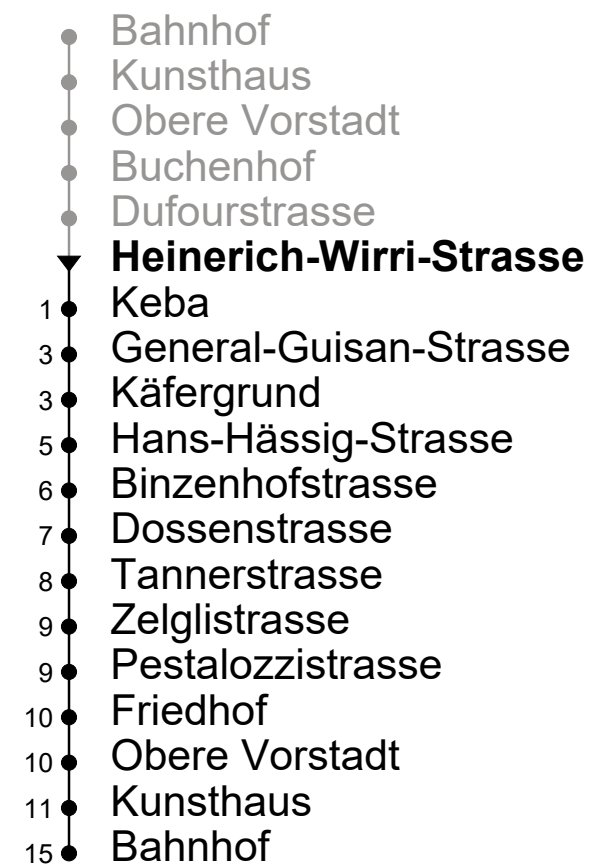 Bahnhof
Kunsthaus
Obere Vorstadt
Buchenhof
Dufourstrasse
Heinerich-Wirri-Strasse
1 Keba
3 General-Guisan-Strasse
3 Käfergrund
5 Hans-Hässig-Strasse
6 Binzenhofstrasse
7 Dossenstrasse
8 Tannerstrasse
9 Zelglistrasse
9 Pestalozzistrasse
10 Friedhof
10 Obere Vorstadt
11 Kunsthaus
15 Bahnhof